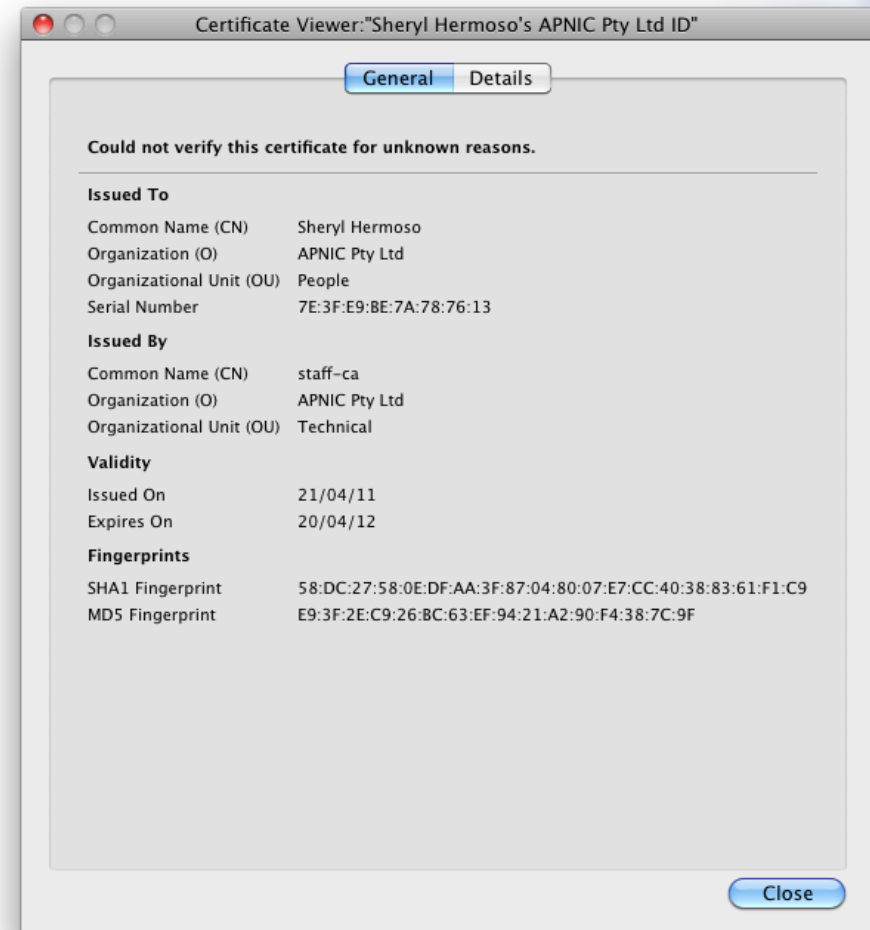 Certificate Viewer:"Sheryl Hermoso's APNIC Pty Ltd ID"
General Details
Could not verify this certificate for unknown reasons.
Issued To
Common Name (CN) Sheryl Hermoso
Organization (O) APNIC Pty Ltd
Organizational Unit (OU) People
Serial Number 7E:3F:E9:BE:7A:78:76:13
Issued By
Common Name (CN) staff-ca
Organization (O) APNIC Pty Ltd
Organizational Unit (OU) Technical
Validity
Issued On 21/04/11
Expires On 20/04/12
Fingerprints
SHA1 Fingerprint 58:DC:27:58:0E:DF:AA:3F:87:04:80:07:E7:CC:40:38:83:61:F1:C9
MD5 Fingerprint E9:3F:2E:C9:26:BC:63:EF:94:21:A2:90:F4:38:7C:9F
Close